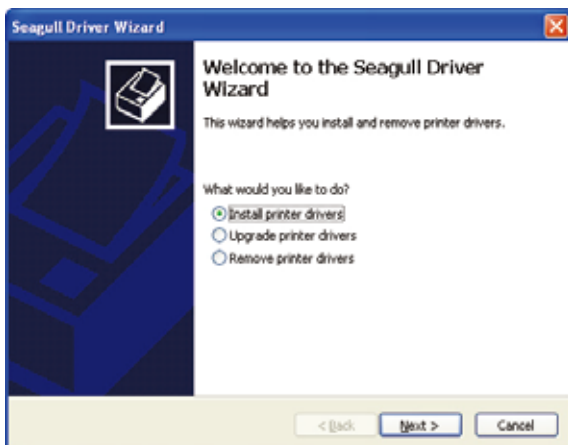 Seagull Driver Wizard
Welcome to the Seagull Driver
Wizard
This wizard helps you install and remove printer drivers.
What would you like to do?
Install printer drivers
Upgrade printer drivers
Remove printer drivers
< Back Next > Cancel